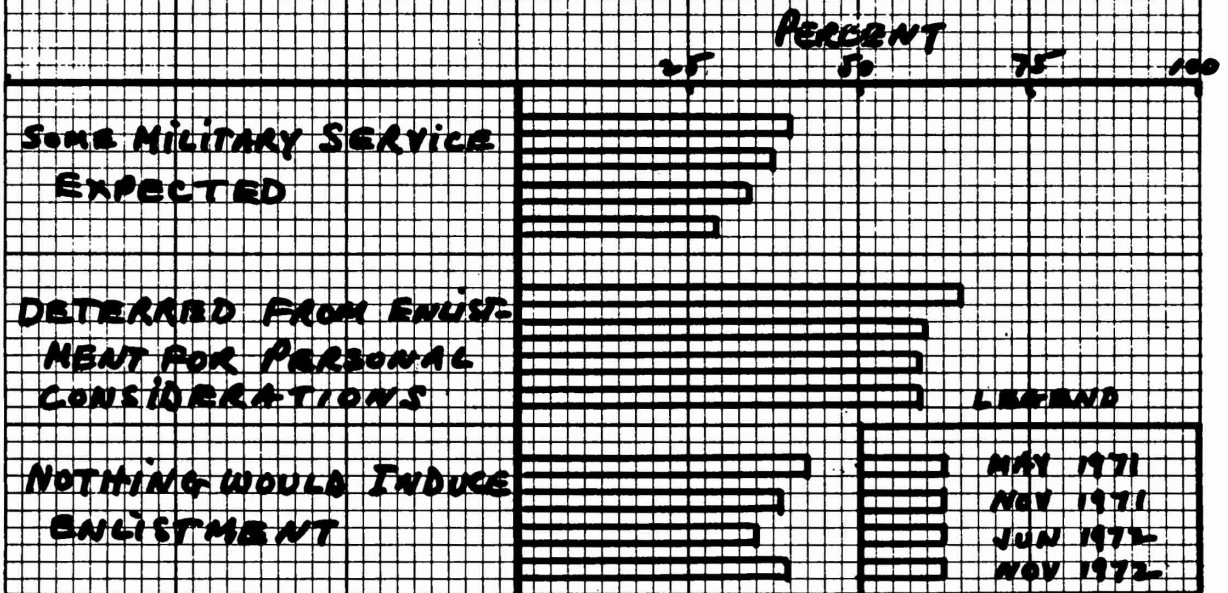 PERCENT
25 50 75 100
SOME MILITARY SERVICE
EXPECTED
DETERRED FROM ENLIST-
MENT FOR PERSONAL
CONSIDERATIONS
LEGEND
NOTHING WOULD INDUCE
ENLISTMENT
MAY 1971
NOV 1971
JUN 1972
NOV 1972